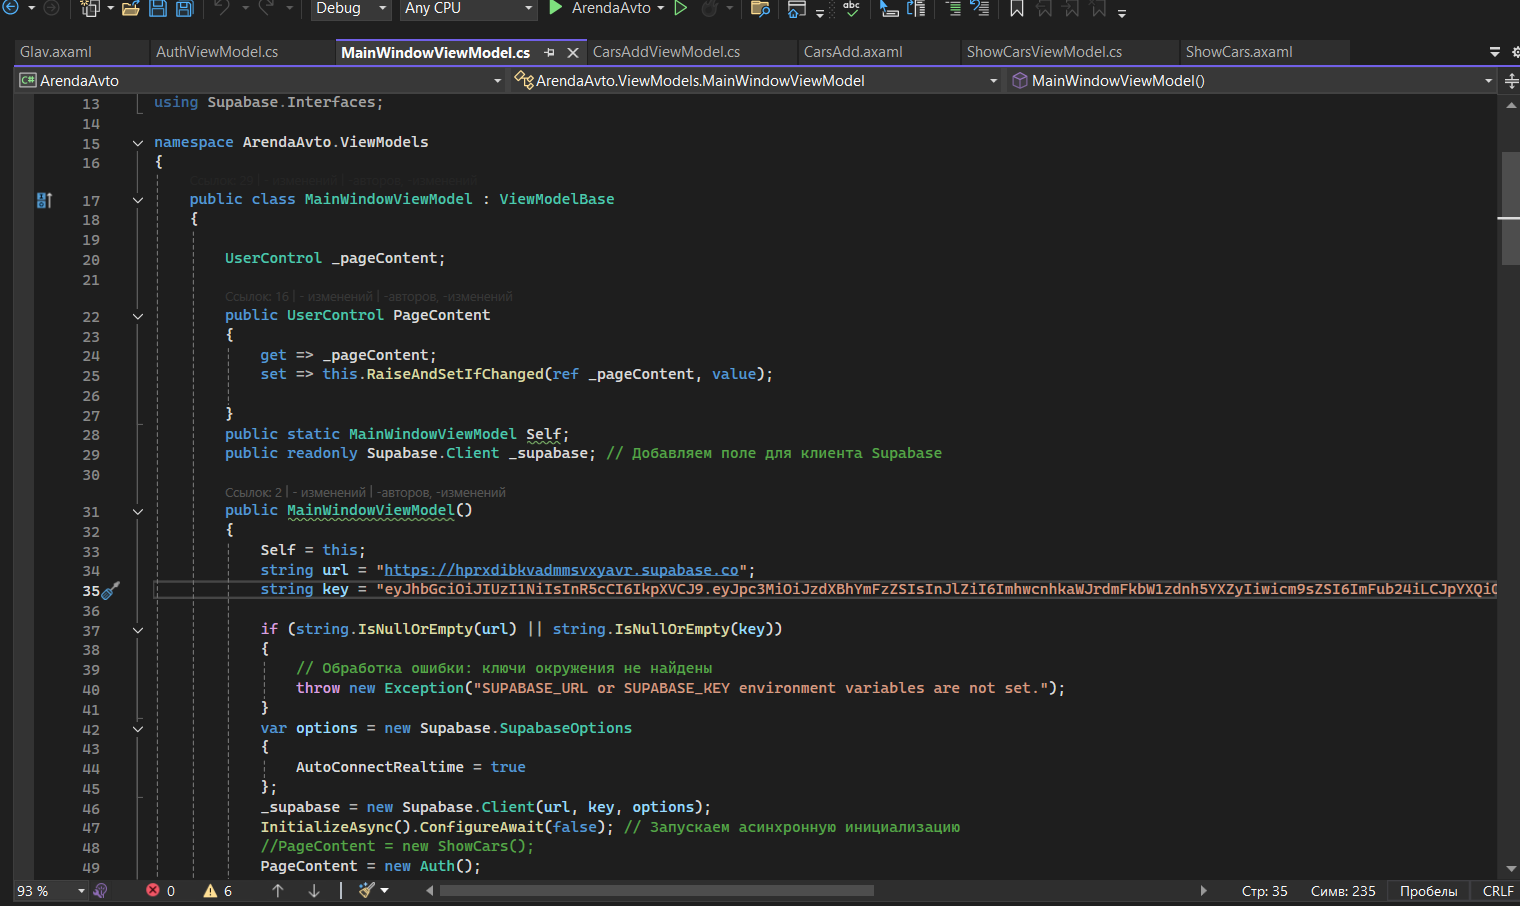 Debug Any CPU ArendaAvto
Glav.axaml AuthViewModel.cs MainWindowViewModel.cs CarsAddViewModel.cs CarsAdd.axaml ShowCarsViewModel.cs ShowCars.axaml
C# ArendaAvto ArendaAvto.ViewModels.MainWindowViewModel MainWindowViewModel()
13 using Supabase.Interfaces;
14
15 namespace ArendaAvto.ViewModels
16 {
Ссылок: 29 | - изменений | -авторов, -изменений
17 public class MainWindowViewModel : ViewModelBase
18 {
19
20 UserControl _pageContent;
21
Ссылок: 16 | - изменений | -авторов, -изменений
22 public UserControl PageContent
23 {
24 get => _pageContent;
25 set => this.RaiseAndSetIfChanged(ref _pageContent, value);
26
27 }
28 public static MainWindowViewModel Self;
29 public readonly Supabase.Client _supabase; // Добавляем поле для клиента Supabase
30
Ссылок: 2 | - изменений | -авторов, -изменений
31 public MainWindowViewModel()
32 {
33 Self = this;
34 string url = "https://hprxdibkvadmmsvxyavr.supabase.co";
35 string key = "eyJhbGciOiJIUzI1NiIsInR5cCI6IkpXVCJ9.eyJpc3MiOiJzdXBhYmFzZSIsInJlZiI6ImhwcnhkaWJrdmFkbW1zdnh5YXZyIiwicm9sZSI6ImFub24iLCJpYXQiO
36
37 if (string.IsNullOrEmpty(url) || string.IsNullOrEmpty(key))
38 {
39 // Обработка ошибки: ключи окружения не найдены
40 throw new Exception("SUPABASE_URL or SUPABASE_KEY environment variables are not set.");
41 }
42 var options = new Supabase.SupabaseOptions
43 {
44 AutoConnectRealtime = true
45 };
46 _supabase = new Supabase.Client(url, key, options);
47 InitializeAsync().ConfigureAwait(false); // Запускаем асинхронную инициализацию
48 //PageContent = new ShowCars();
49 PageContent = new Auth();
93 % 0 6 Стр: 35 Симв: 235 Пробелы CRLF